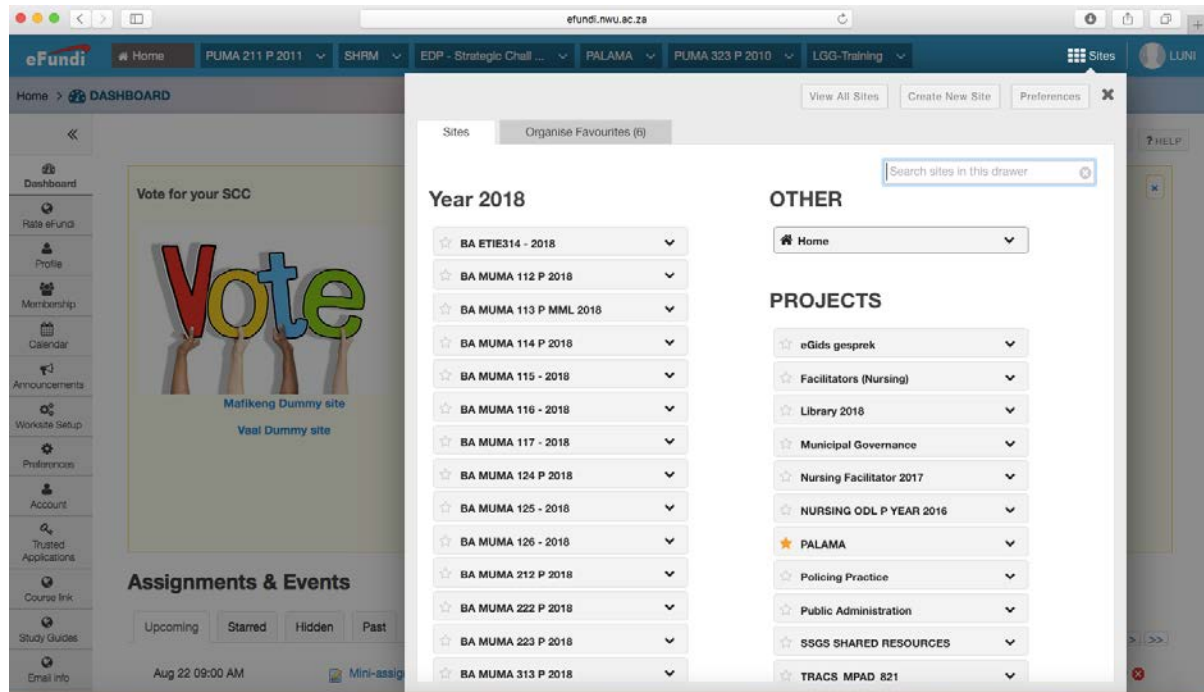 efundi.nwu.ac.za
eFundi
Home
PUMA 211 P 2011
SHRM
EDP - Strategic Chall ...
PALAMA
PUMA 323 P 2010
LGG-Training
Sites
LUNI
Home > DASHBOARD
View All Sites
Create New Site
Preferences
Sites
Organise Favourites (6)
? HELP
Search sites in this drawer
Dashboard
Rate eFundi
Profile
Membership
Calendar
Announcements
Worksite Setup
Preferences
Account
Trusted
Applications
Course link
Study Guides
Email info
Vote for your SCC
Vote
Mafikeng Dummy site
Vaal Dummy site
Assignments & Events
Upcoming
Starred
Hidden
Past
Aug 22 09:00 AM
Mini-assig
Year 2018
BA ETIE314 - 2018
BA MUMA 112 P 2018
BA MUMA 113 P MML 2018
BA MUMA 114 P 2018
BA MUMA 115 - 2018
BA MUMA 116 - 2018
BA MUMA 117 - 2018
BA MUMA 124 P 2018
BA MUMA 125 - 2018
BA MUMA 126 - 2018
BA MUMA 212 P 2018
BA MUMA 222 P 2018
BA MUMA 223 P 2018
BA MUMA 313 P 2018
OTHER
Home
PROJECTS
eGids gesprek
Facilitators (Nursing)
Library 2018
Municipal Governance
Nursing Facilitator 2017
NURSING ODL P YEAR 2016
PALAMA
Policing Practice
Public Administration
SSGS SHARED RESOURCES
TRACS MPAD 821
> >>